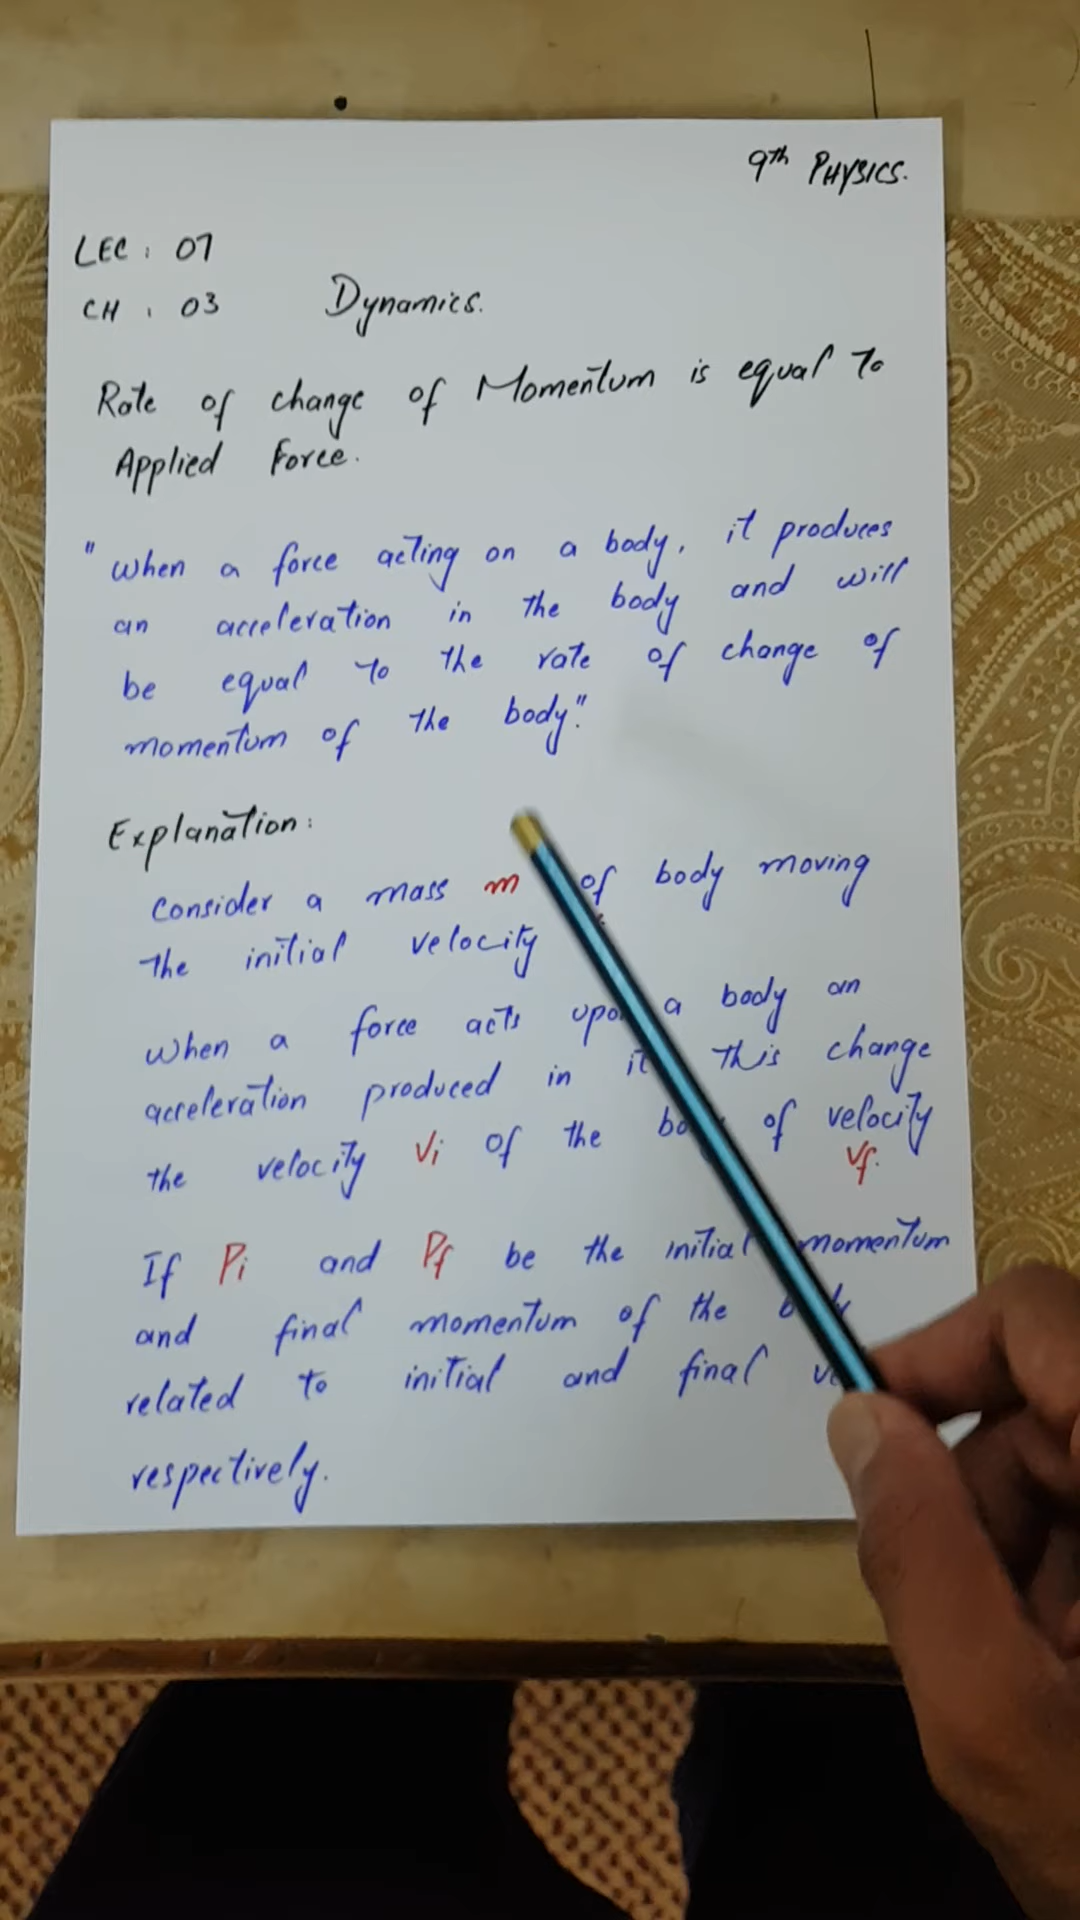 9th PHYSICS.
LEC : 07
CH : 03 Dynamics.
Rate of change of Momentum is equal To
Applied Force.
" when a force acting on a body, it produces
an acceleration in the body and will
be equal to the rate of change of
momentum of the body."
Explanation:
Consider a mass m of body moving
The initial velocity
When a force acts a body an
acceleration produced in This change
the velocity Vi of the of velocity
Vf.
If Pi and Pf be the initial momentum
and final momentum of the
related to initial and final
respectively.